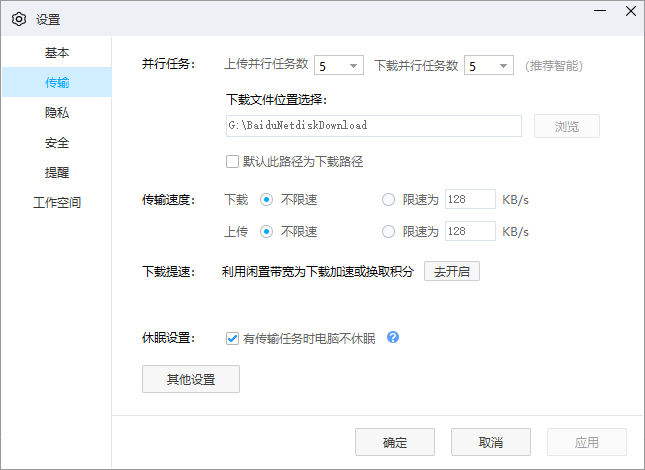 设置
基本
传输
隐私
安全
提醒
工作空间
并行任务: 上传并行任务数 5 下载并行任务数 5 (推荐智能)
下载文件位置选择:
G:\BaiduNetdiskDownload 浏览
默认此路径为下载路径
传输速度: 下载 不限速 限速为 128 KB/s
上传 不限速 限速为 128 KB/s
下载提速: 利用闲置带宽为下载加速或换取积分 去开启
休眠设置: 有传输任务时电脑不休眠 ?
其他设置
确定 取消 应用